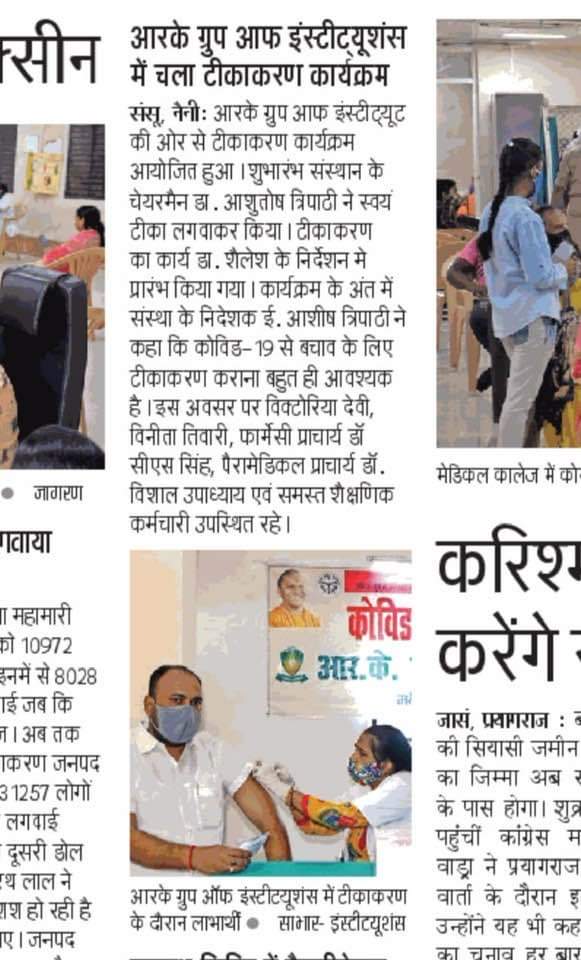 क्सीन
जागरण
गवाया
महामारी
को 10972
इनमें से 8028
गई जब कि
। अब तक
जनपद
31257 लोगों
लगवाई
दूसरी डोल
लाल ने
हो रही है
। जनपद
आरके ग्रुप आफ इंस्टीट्यूशंस
में चला टीकाकरण कार्यक्रम
संसू, नैनी: आरके ग्रुप आफ इंस्टीट्यूट
की ओर से टीकाकरण कार्यक्रम
आयोजित हुआ । शुभारंभ संस्थान के
चेयरमैन डा . आशुतोष त्रिपाठी ने स्वयं
टीका लगवाकर किया । टीकाकरण
का कार्य डा . शैलेश के निर्देशन मे
प्रारंभ किया गया । कार्यक्रम के अंत में
संस्था के निदेशक ई . आशीष त्रिपाठी ने
कहा कि कोविड-19 से बचाव के लिए
टीकाकरण कराना बहुत ही आवश्यक
है । इस अवसर पर विक्टोरिया देवी,
विनीता तिवारी, फार्मेसी प्राचार्य डॉ
सीएस सिंह, पैरामेडिकल प्राचार्य डॉ .
विशाल उपाध्याय एवं समस्त शैक्षणिक
कर्मचारी उपस्थित रहे ।
कोविड
आर.के.
आरके ग्रुप ऑफ इंस्टीटयूशंस में टीकाकरण
के दौरान लाभार्थी ● साभार- इंस्टीटयूशंस
मेडिकल कालेज में
करिश्म
करेंगे
जासं, प्रयागराज :
की सियासी जमीन
का जिम्मा अब
के पास होगा।
पहुंचीं कांग्रेस
वाड्रा ने प्रयागराज
वार्ता के दौरान
उन्होंने यह भी कह
का चुनाव हर बार